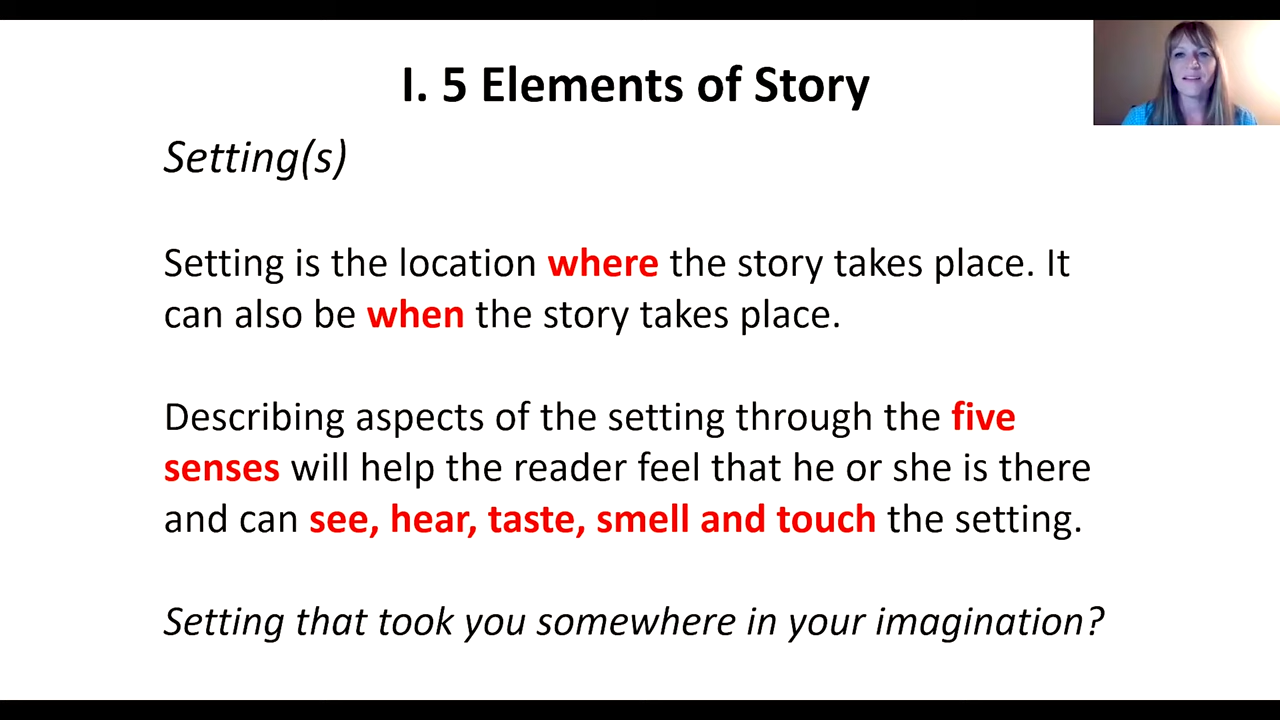 I. 5 Elements of Story
Setting(s)
Setting is the location where the story takes place. It
can also be when the story takes place.
Describing aspects of the setting through the five
senses will help the reader feel that he or she is there
and can see, hear, taste, smell and touch the setting.
Setting that took you somewhere in your imagination?